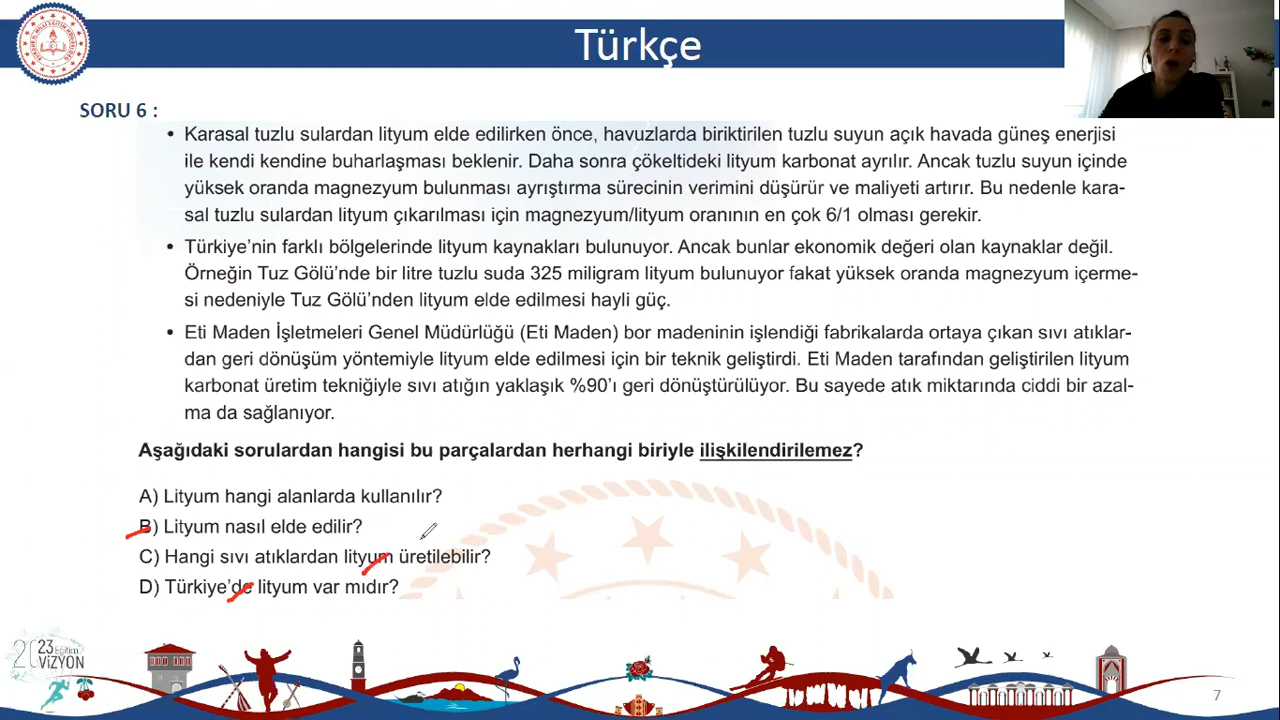 Türkçe
SORU 6 :
• Karasal tuzlu sulardan lityum elde edilirken önce, havuzlarda biriktirilen tuzlu suyun açık havada güneş enerjisi
ile kendi kendine buharlaşması beklenir. Daha sonra çökeltideki lityum karbonat ayrılır. Ancak tuzlu suyun içinde
yüksek oranda magnezyum bulunması ayrıştırma sürecinin verimini düşürür ve maliyeti artırır. Bu nedenle kara-
sal tuzlu sulardan lityum çıkarılması için magnezyum/lityum oranının en çok 6/1 olması gerekir.
• Türkiye’nin farklı bölgelerinde lityum kaynakları bulunuyor. Ancak bunlar ekonomik değeri olan kaynaklar değil.
Örneğin Tuz Gölü’nde bir litre tuzlu suda 325 miligram lityum bulunuyor fakat yüksek oranda magnezyum içerme-
si nedeniyle Tuz Gölü’nden lityum elde edilmesi hayli güç.
• Eti Maden İşletmeleri Genel Müdürlüğü (Eti Maden) bor madeninin işlendiği fabrikalarda ortaya çıkan sıvı atıklar-
dan geri dönüşüm yöntemiyle lityum elde edilmesi için bir teknik geliştirdi. Eti Maden tarafından geliştirilen lityum
karbonat üretim tekniğiyle sıvı atığın yaklaşık %90’ı geri dönüştürülüyor. Bu sayede atık miktarında ciddi bir azal-
ma da sağlanıyor.
Aşağıdaki sorulardan hangisi bu parçalardan herhangi biriyle ilişkilendirilemez?
A) Lityum hangi alanlarda kullanılır?
B) Lityum nasıl elde edilir?
C) Hangi sıvı atıklardan lityum üretilebilir?
D) Türkiye’de lityum var mıdır?
2023 Eğitim
VİZYON
7